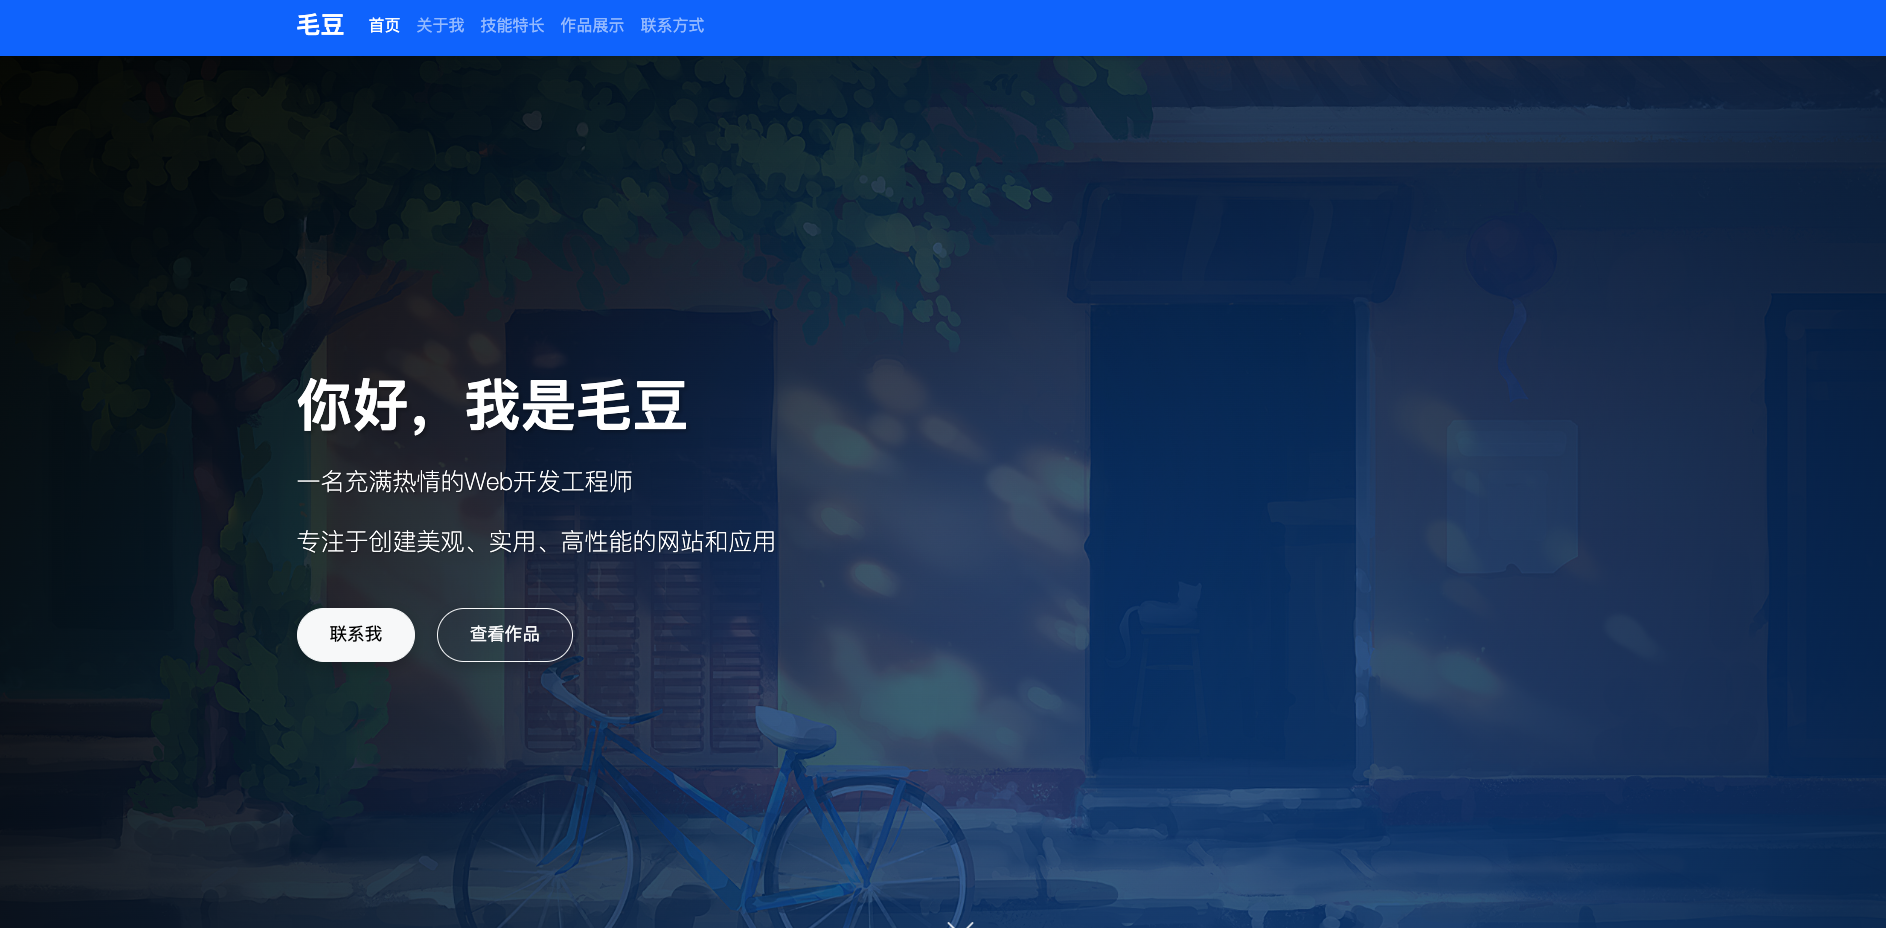 毛豆 首页 关于我 技能特长 作品展示 联系方式
你好，我是毛豆
一名充满热情的Web开发工程师
专注于创建美观、实用、高性能的网站和应用
联系我 查看作品